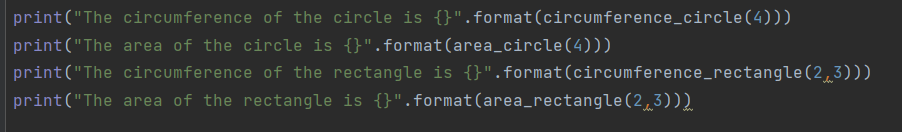 print("The circumference of the circle is {}".format(circumference_circle(4)))
print("The area of the circle is {}".format(area_circle(4)))
print("The circumference of the rectangle is {}".format(circumference_rectangle(2,3)))
print("The area of the rectangle is {}".format(area_rectangle(2,3)))